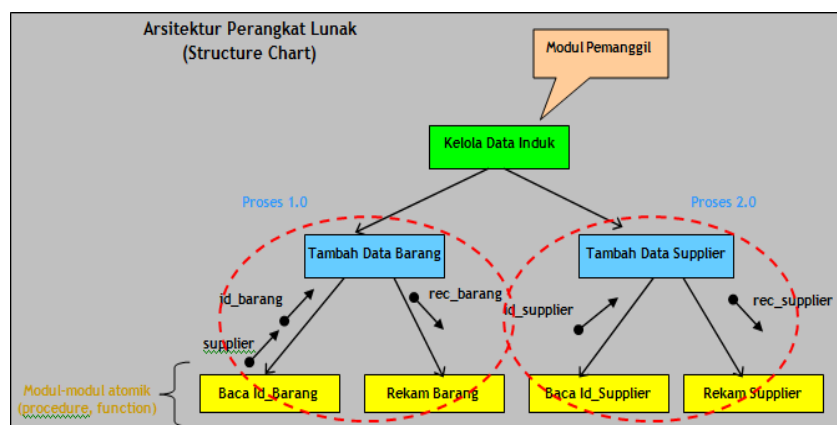 Arsitektur Perangkat Lunak
(Structure Chart)
Modul Pemanggil
Kelola Data Induk
Proses 1.0
Proses 2.0
Tambah Data Barang
Tambah Data Supplier
id_barang
rec_barang
id_supplier
rec_supplier
supplier
Modul-modul atomik
(procedure, function)
Baca Id_Barang
Rekam Barang
Baca Id_Supplier
Rekam Supplier